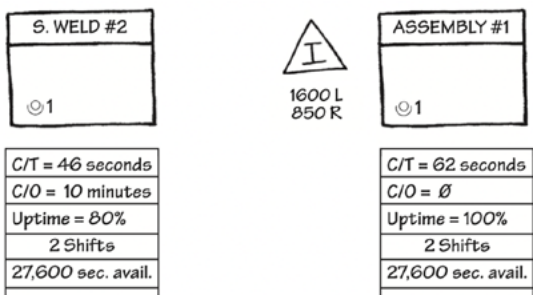 S. WELD #2
1
C/T = 46 seconds
C/O = 10 minutes
Uptime = 80%
2 Shifts
27,600 sec. avail.
I
1600 L
850 R
ASSEMBLY #1
1
C/T = 62 seconds
C/O = Ø
Uptime = 100%
2 Shifts
27,600 sec. avail.